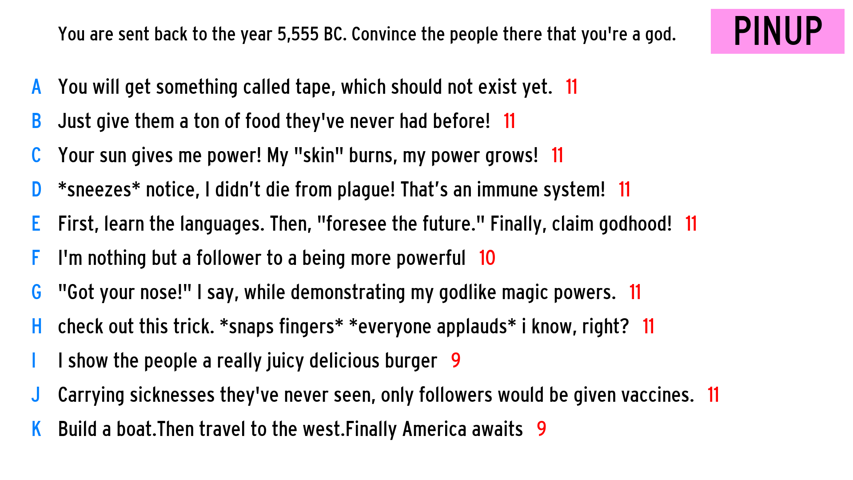 You are sent back to the year 5,555 BC. Convince the people there that you're a god.
PINUP
A You will get something called tape, which should not exist yet. 11
B Just give them a ton of food they've never had before! 11
C Your sun gives me power! My "skin" burns, my power grows! 11
D *sneezes* notice, I didn’t die from plague! That’s an immune system! 11
E First, learn the languages. Then, "foresee the future." Finally, claim godhood! 11
F I'm nothing but a follower to a being more powerful 10
G "Got your nose!" I say, while demonstrating my godlike magic powers. 11
H check out this trick. *snaps fingers* *everyone applauds* i know, right? 11
I I show the people a really juicy delicious burger 9
J Carrying sicknesses they've never seen, only followers would be given vaccines. 11
K Build a boat.Then travel to the west.Finally America awaits 9